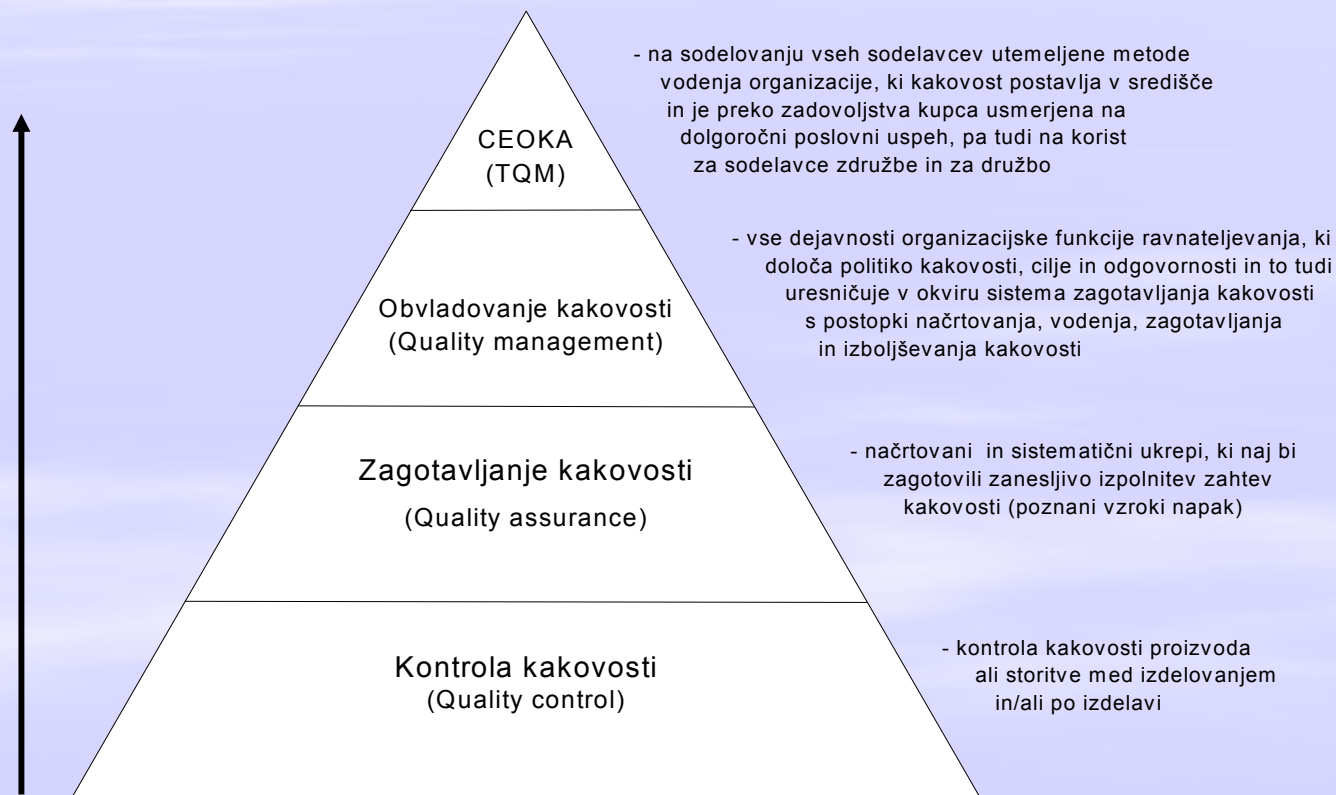 - na sodelovanju vseh sodelavcev utemeljene metode
vodenja organizacije, ki kakovost postavlja v središče
in je preko zadovoljstva kupca usmerjena na
dolgoročni poslovni uspeh, pa tudi na korist
za sodelavce združbe in za družbo
CEOKA
(TQM)
- vse dejavnosti organizacijske funkcije ravnateljevanja, ki
določa politiko kakovosti, cilje in odgovornosti in to tudi
uresničuje v okviru sistema zagotavljanja kakovosti
s postopki načrtovanja, vodenja, zagotavljanja
in izboljševanja kakovosti
Obvladovanje kakovosti
(Quality management)
- načrtovani in sistematični ukrepi, ki naj bi
zagotovili zanesljivo izpolnitev zahtev
kakovosti (poznani vzroki napak)
Zagotavljanje kakovosti
(Quality assurance)
- kontrola kakovosti proizvoda
ali storitve med izdelovanjem
in/ali po izdelavi
Kontrola kakovosti
(Quality control)